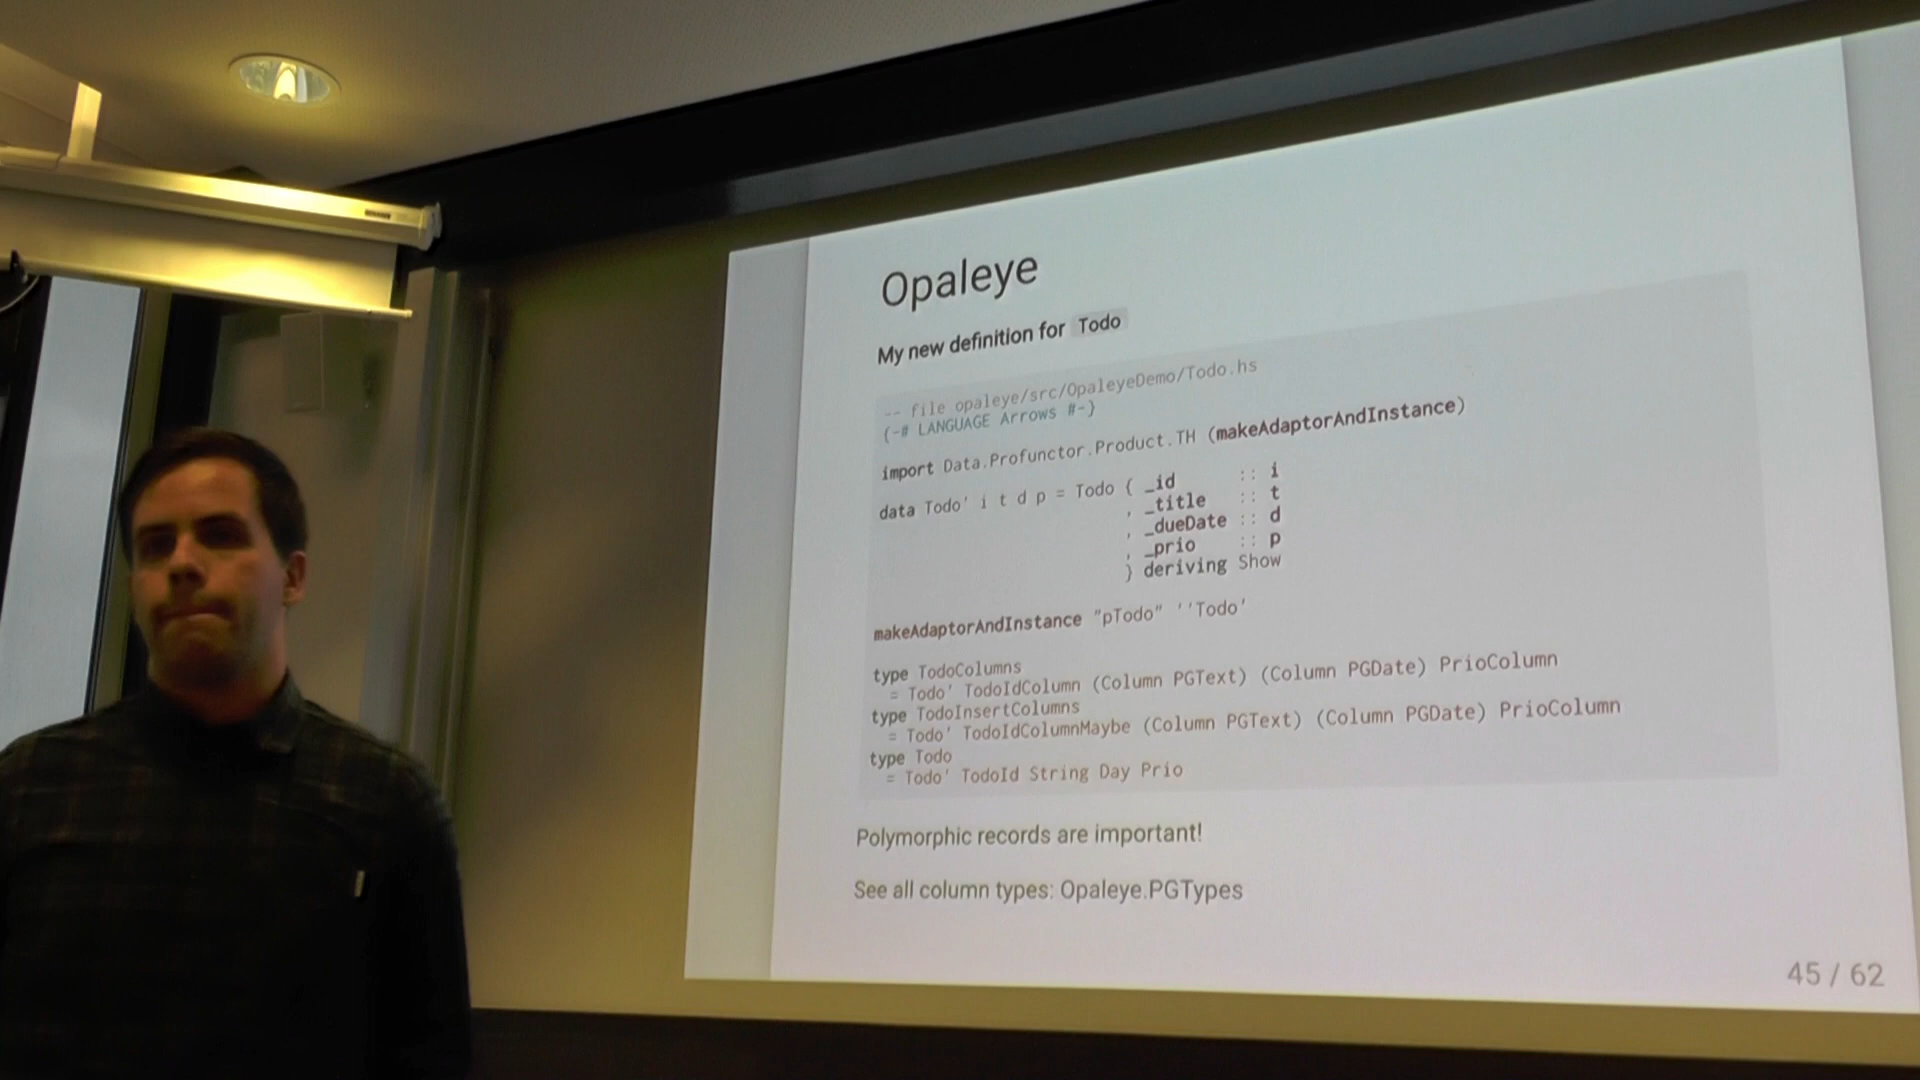 Opaleye
My new definition for Todo
-- file opaleye/src/OpaleyeDemo/Todo.hs
{-# LANGUAGE Arrows #-}
import Data.Profunctor.Product.TH (makeAdaptorAndInstance)
data Todo' i t d p = Todo { _id :: i
, _title :: t
, _dueDate :: d
, _prio :: p
} deriving Show
makeAdaptorAndInstance "pTodo" ''Todo'
type TodoColumns
= Todo' TodoIdColumn (Column PGText) (Column PGDate) PrioColumn
type TodoInsertColumns
= Todo' TodoIdColumnMaybe (Column PGText) (Column PGDate) PrioColumn
type Todo
= Todo' TodoId String Day Prio
Polymorphic records are important!
See all column types: Opaleye.PGTypes
45 / 62